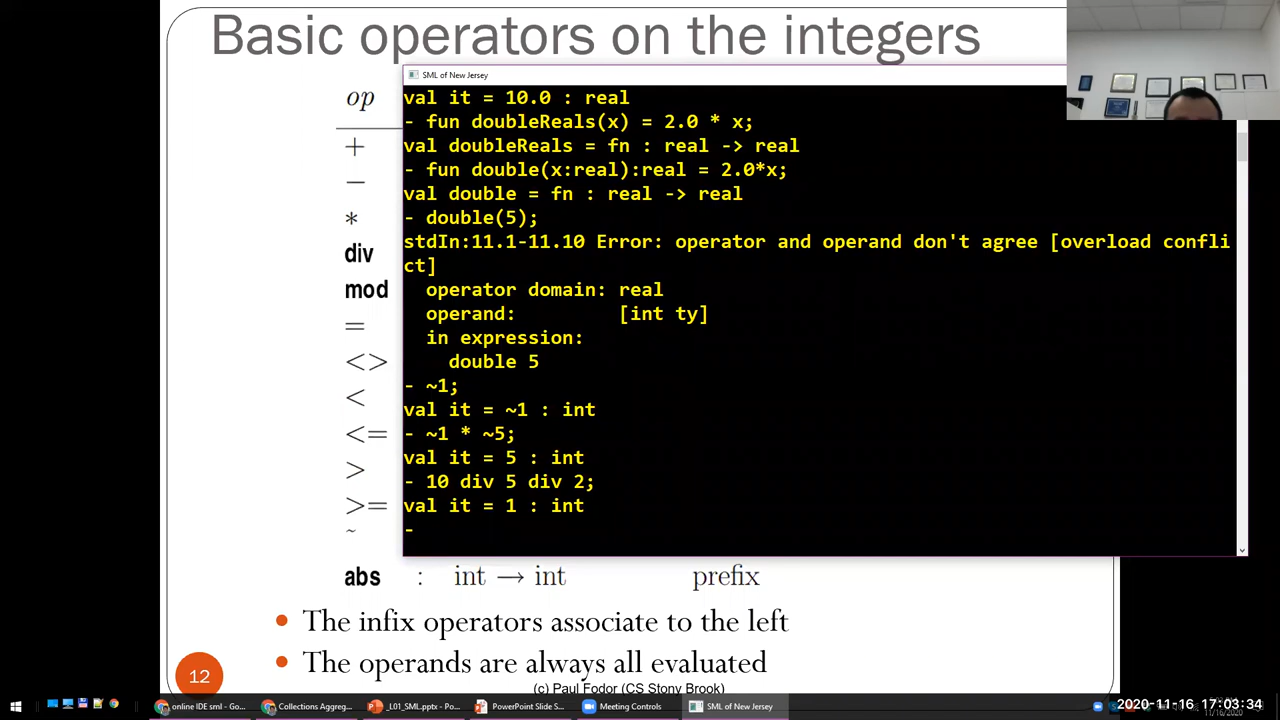 Basic operators on the integers
op
+
−
*
div
mod
=
<>
<
<=
>
>=
~
abs : int → int prefix
SML of New Jersey
val it = 10.0 : real
- fun doubleReals(x) = 2.0 * x;
val doubleReals = fn : real -> real
- fun double(x:real):real = 2.0*x;
val double = fn : real -> real
- double(5);
stdIn:11.1-11.10 Error: operator and operand don't agree [overload confli
ct]
operator domain: real
operand: [int ty]
in expression:
double 5
- ~1;
val it = ~1 : int
- ~1 * ~5;
val it = 5 : int
- 10 div 5 div 2;
val it = 1 : int
-
• The infix operators associate to the left
• The operands are always all evaluated
12
(c) Paul Fodor (CS Stony Brook)
online IDE sml - Go...
Collections Aggreg...
_L01_SML.pptx - Po...
PowerPoint Slide S...
Meeting Controls
SML of New Jersey
2020-11-16 17:03:34